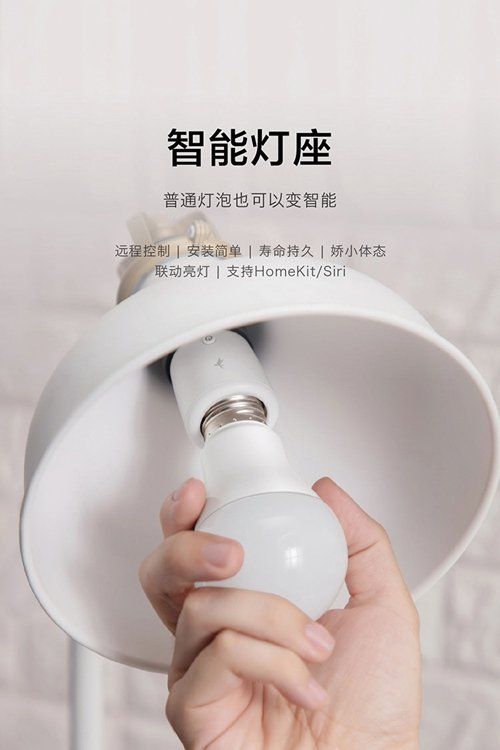 智能灯座
普通灯泡也可以变智能
远程控制 | 安装简单 | 寿命持久 | 娇小体态
联动亮灯 | 支持HomeKit/Siri